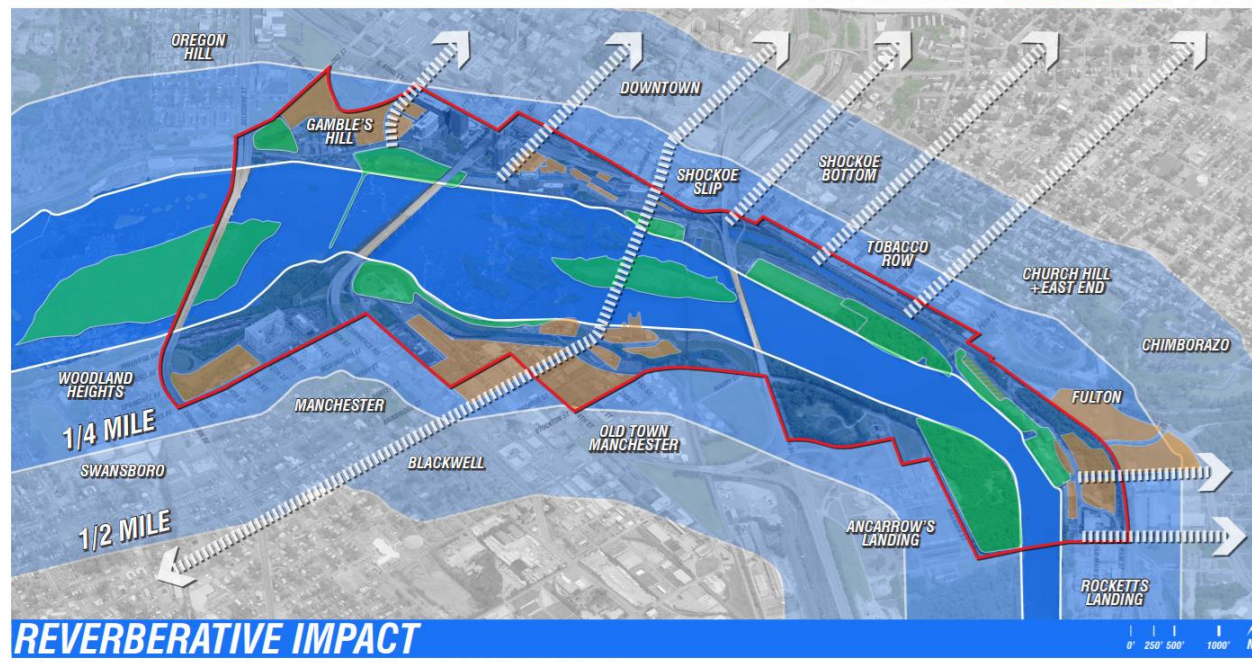 OREGON
HILL
DOWNTOWN
GAMBLE'S
HILL
SHOCKOE
BOTTOM
SHOCKOE
SLIP
TOBACCO
ROW
CHURCH HILL
+EAST END
CHIMBORAZO
WOODLAND
HEIGHTS
FULTON
1/4 MILE
MANCHESTER
OLD TOWN
MANCHESTER
SWANSBORO
BLACKWELL
1/2 MILE
ANCARROW'S
LANDING
ROCKETTS
LANDING
REVERBERATIVE IMPACT
0' 250' 500' 1000' N